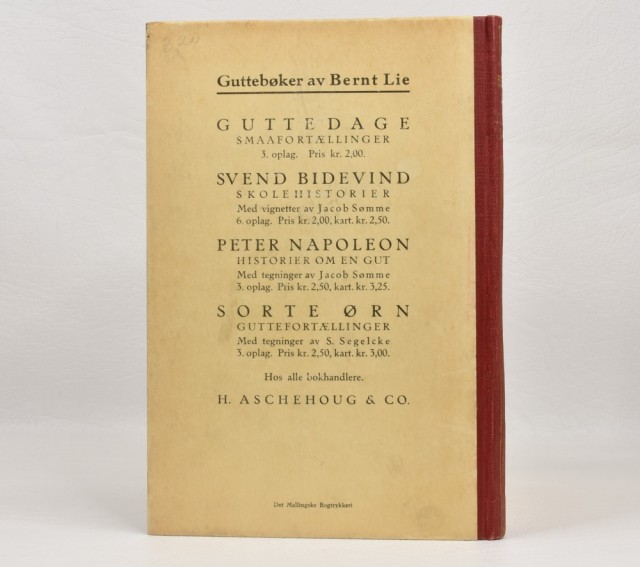 Guttebøker av Bernt Lie
GUTTEDAGE
SMAAFORTÆLLINGER
3. oplag. Pris kr. 2,00.
SVEND BIDEVIND
SKOLEHISTORIER
Med vignetter av Jacob Sømme
6. oplag. Pris kr. 2,00, kart. kr. 2,50.
PETER NAPOLEON
HISTORIER OM EN GUT
Med tegninger av Jacob Sømme
3. oplag. Pris kr. 2,50, kart. kr. 3,25.
SORTE ØRN
GUTTEFORTÆLLINGER
Med tegninger av S. Segelcke
3. oplag. Pris kr. 2,50, kart. kr. 3,00.
Hos alle bokhandlere.
H. ASCHEHOUG & CO.
Det Mallingske Bogtrykkeri